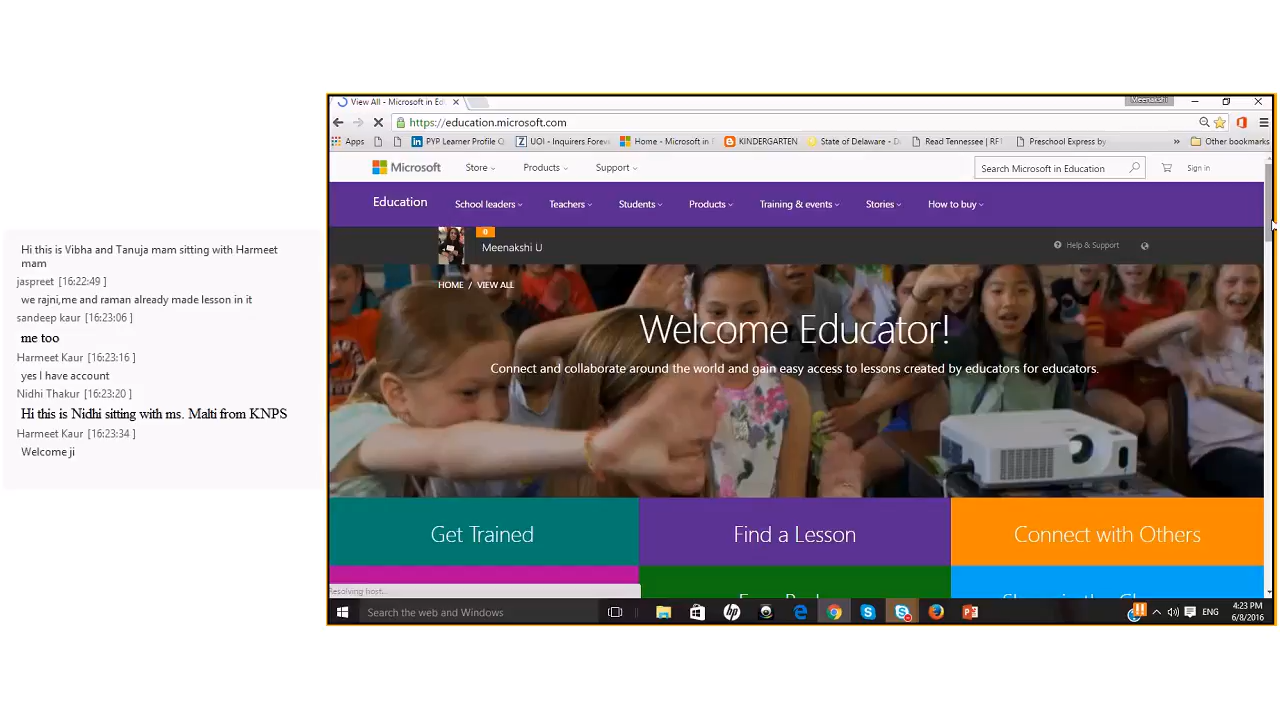 Hi this is Vibha and Tanuja mam sitting with Harmeet
mam
jaspreet [16:22:49 ]
we rajni,me and raman already made lesson in it
sandeep kaur [16:23:06 ]
me too
Harmeet Kaur [16:23:16 ]
yes I have account
Nidhi Thakur [16:23:20 ]
Hi this is Nidhi sitting with ms. Malti from KNPS
Harmeet Kaur [16:23:34 ]
Welcome ji
View All - Microsoft in Ed
Meenakshi
https://education.microsoft.com
Apps PYP Learner Profile Q UOI - Inquirers Forev Home - Microsoft in KINDERGARTEN State of Delaware - D Read Tennessee | RF1 Preschool Express by » Other bookmarks
Microsoft Store Products Support Search Microsoft in Education Sign in
Education School leaders Teachers Students Products Training & events Stories How to buy
0
Meenakshi U Help & Support
HOME / VIEW ALL
Welcome Educator!
Connect and collaborate around the world and gain easy access to lessons created by educators for educators.
Get Trained Find a Lesson Connect with Others
Resolving host...
Search the web and Windows ENG 4:23 PM
6/8/2016